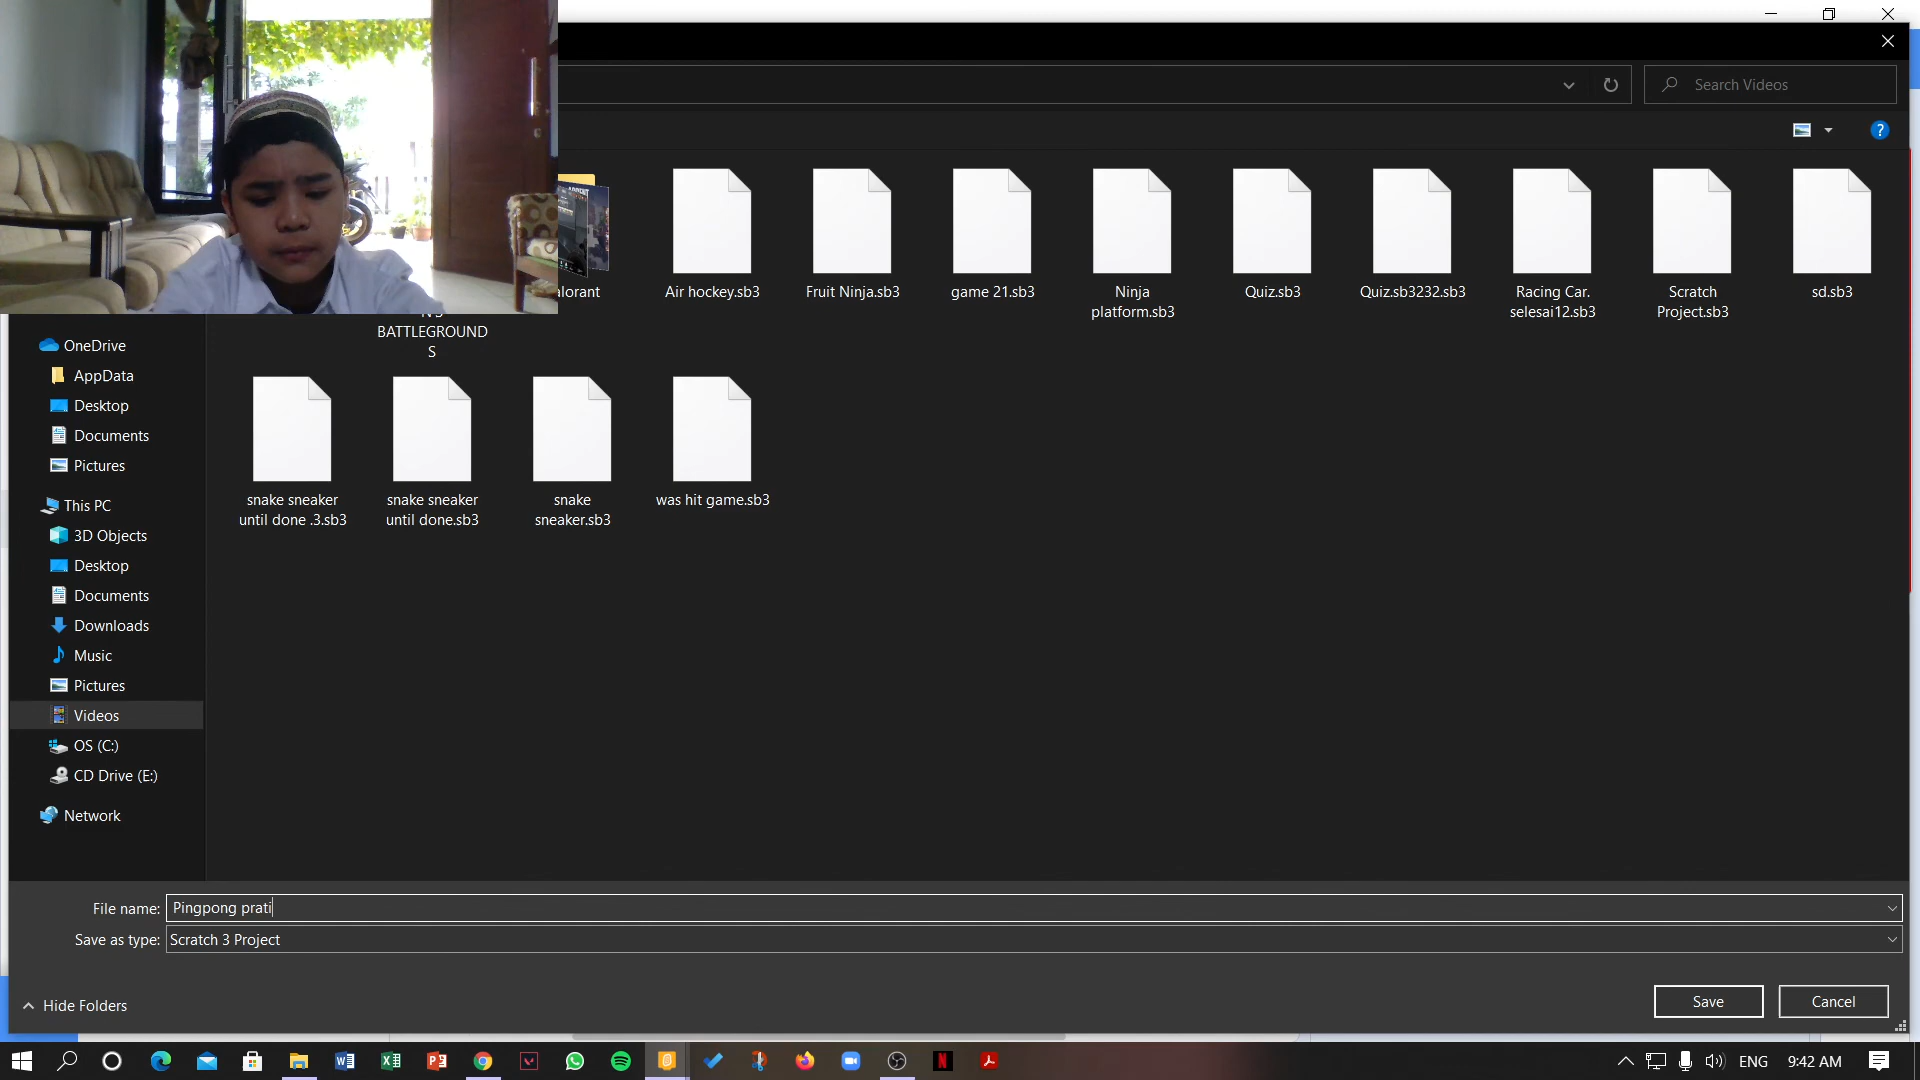 Search Videos
alorant
Air hockey.sb3
Fruit Ninja.sb3
game 21.sb3
Ninja
platform.sb3
Quiz.sb3
Quiz.sb3232.sb3
Racing Car.
selesai12.sb3
Scratch
Project.sb3
sd.sb3
BATTLEGROUND
S
snake sneaker
until done .3.sb3
snake sneaker
until done.sb3
snake
sneaker.sb3
was hit game.sb3
OneDrive
AppData
Desktop
Documents
Pictures
This PC
3D Objects
Desktop
Documents
Downloads
Music
Pictures
Videos
OS (C:)
CD Drive (E:)
Network
File name: Pingpong prati
Save as type: Scratch 3 Project
Hide Folders
Save
Cancel
ENG
9:42 AM